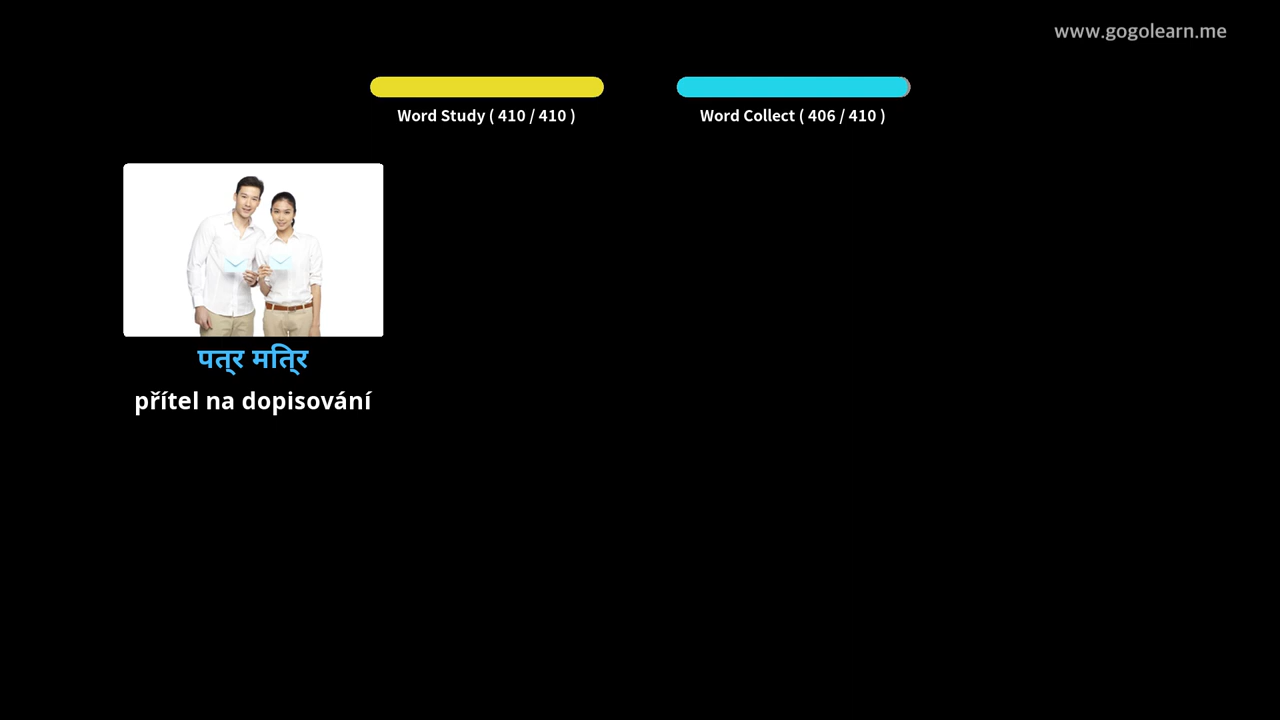 www.gogolearn.me
Word Study ( 410 / 410 )
Word Collect ( 406 / 410 )
पत्र मित्र
přítel na dopisování